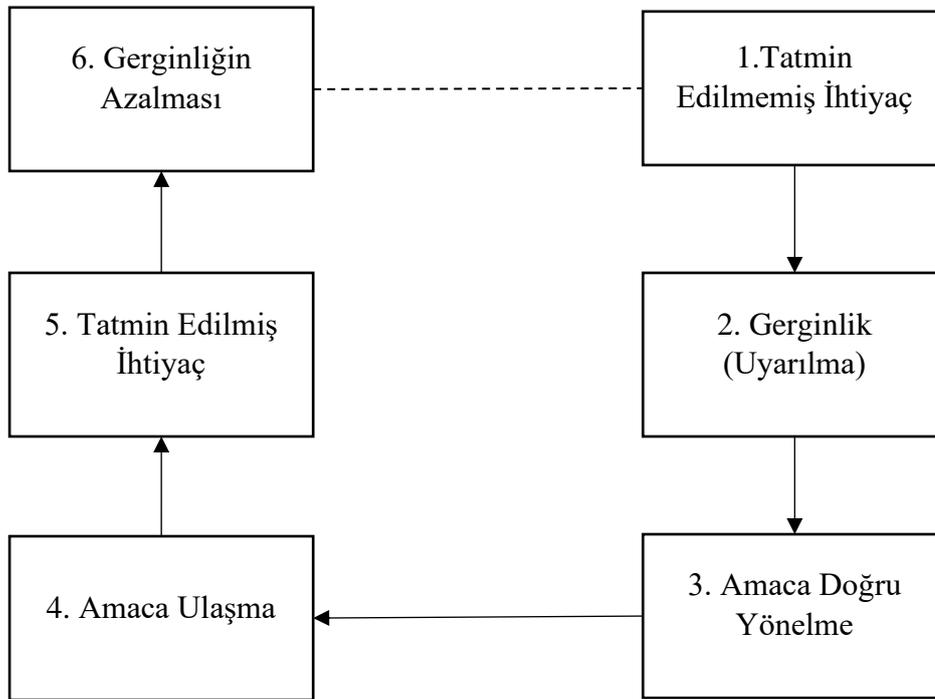 6. Gerginliğin
Azalması
1.Tatmin
Edilmemiş İhtiyaç
5. Tatmin Edilmiş
İhtiyaç
2. Gerginlik
(Uyarılma)
4. Amaca Ulaşma
3. Amaca Doğru
Yönelme